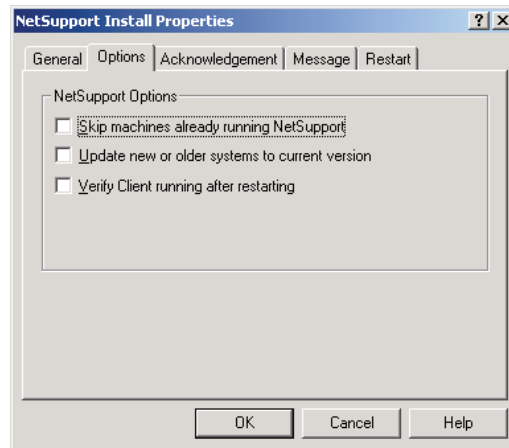 NetSupport Install Properties
General Options Acknowledgement Message Restart
NetSupport Options
Skip machines already running NetSupport
Update new or older systems to current version
Verify Client running after restarting
OK Cancel Help